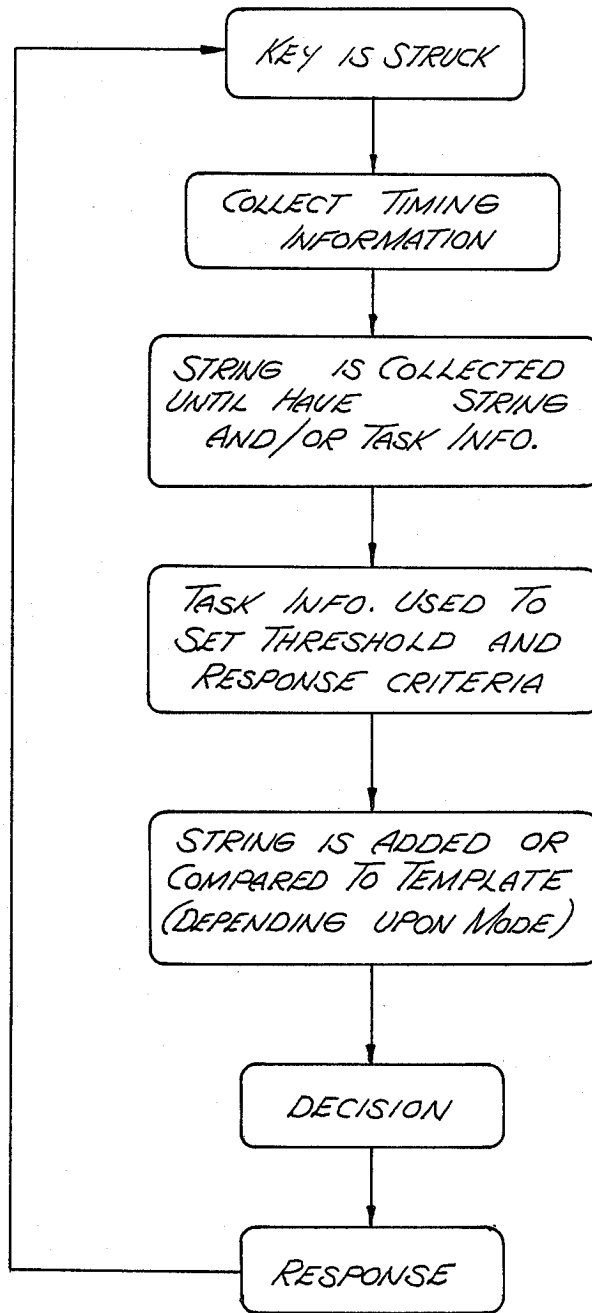 KEY IS STRUCK
COLLECT TIMING
INFORMATION
STRING IS COLLECTED
UNTIL HAVE STRING
AND/OR TASK INFO.
TASK INFO. USED TO
SET THRESHOLD AND
RESPONSE CRITERIA
STRING IS ADDED OR
COMPARED TO TEMPLATE
(DEPENDING UPON MODE)
DECISION
RESPONSE